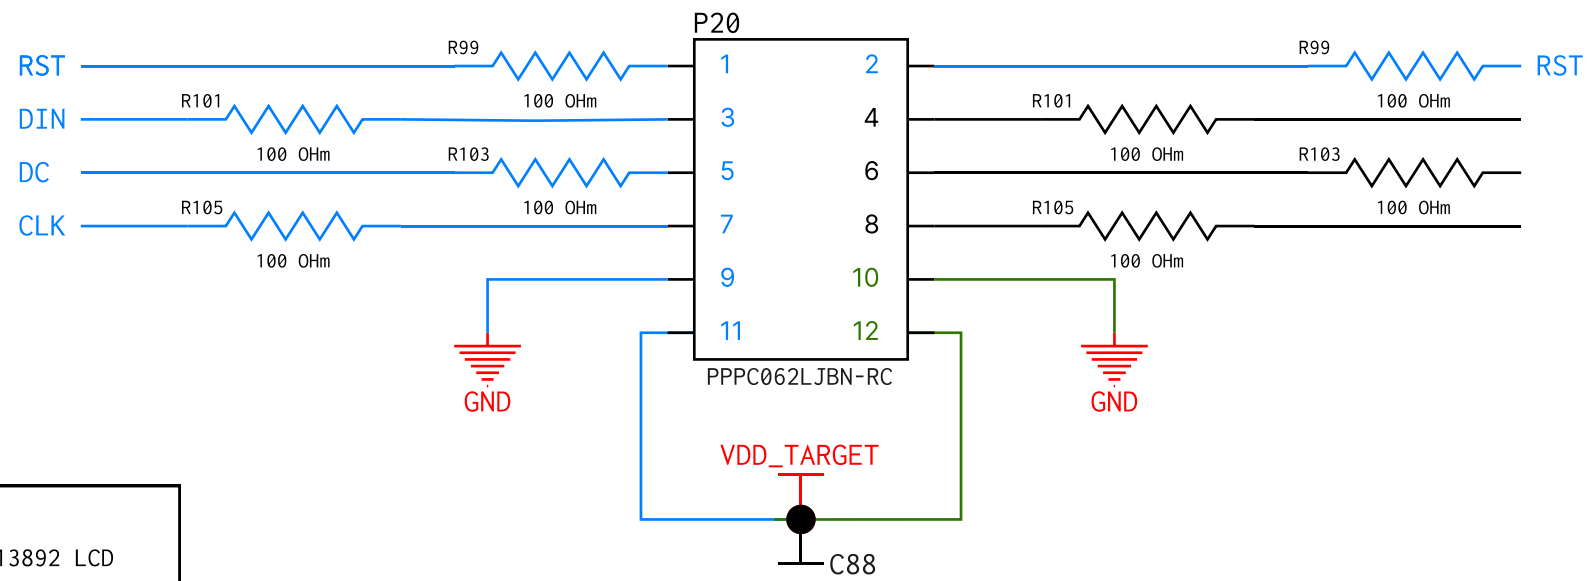 P20
R99
R99
RST
1
2
RST
R101
100 OHm
R101
100 OHm
DIN
3
4
100 OHm
R103
100 OHm
R103
DC
5
6
R105
100 OHm
R105
100 OHm
CLK
7
8
100 OHm
100 OHm
9
10
11
12
PPPC062LJBN-RC
GND
GND
VDD_TARGET
13892 LCD
C88